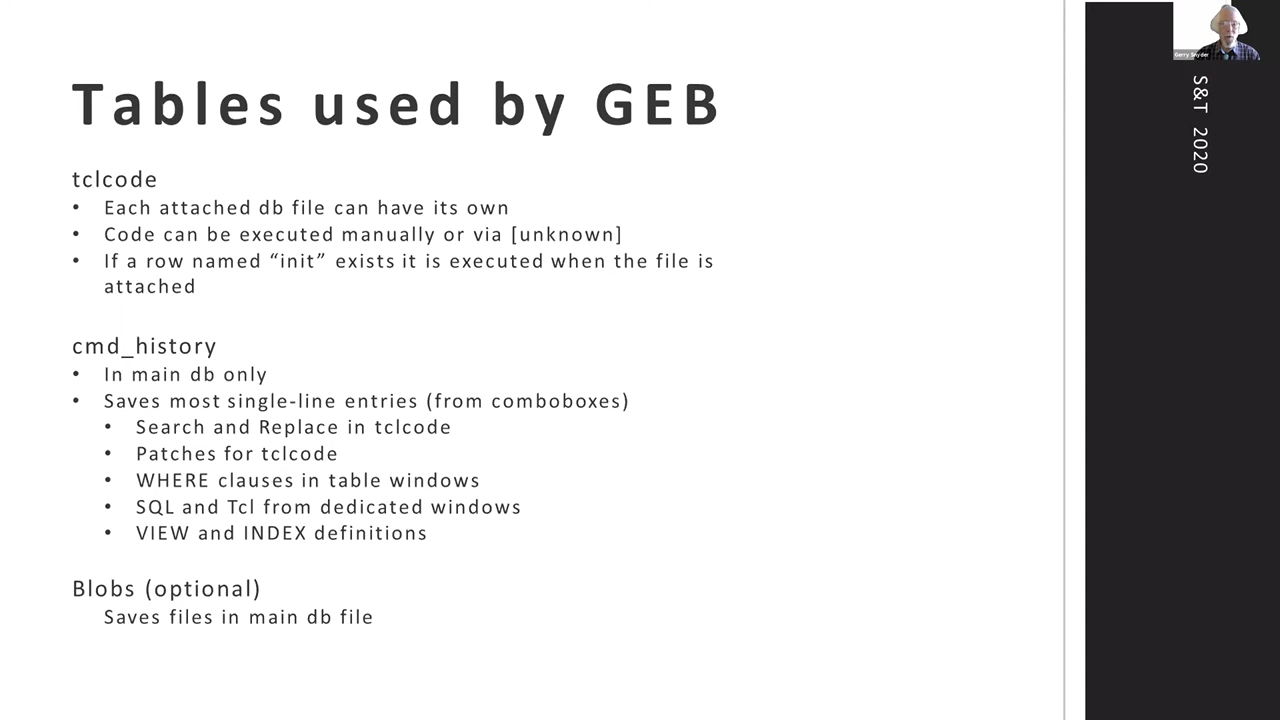 Tables used by GEB
tclcode
• Each attached db file can have its own
• Code can be executed manually or via [unknown]
• If a row named “init” exists it is executed when the file is
attached
cmd_history
• In main db only
• Saves most single-line entries (from comboboxes)
• Search and Replace in tclcode
• Patches for tclcode
• WHERE clauses in table windows
• SQL and Tcl from dedicated windows
• VIEW and INDEX definitions
Blobs (optional)
Saves files in main db file
Gerry Snyder
S&T 2020